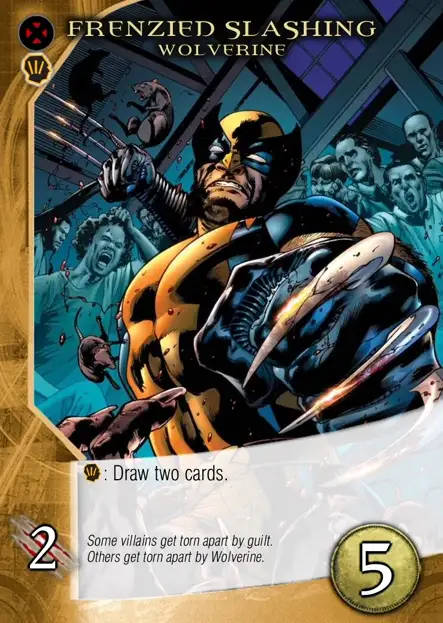 FRENZIED SLASHING
WOLVERINE
: Draw two cards.
2
Some villains get torn apart by guilt.
Others get torn apart by Wolverine.
5